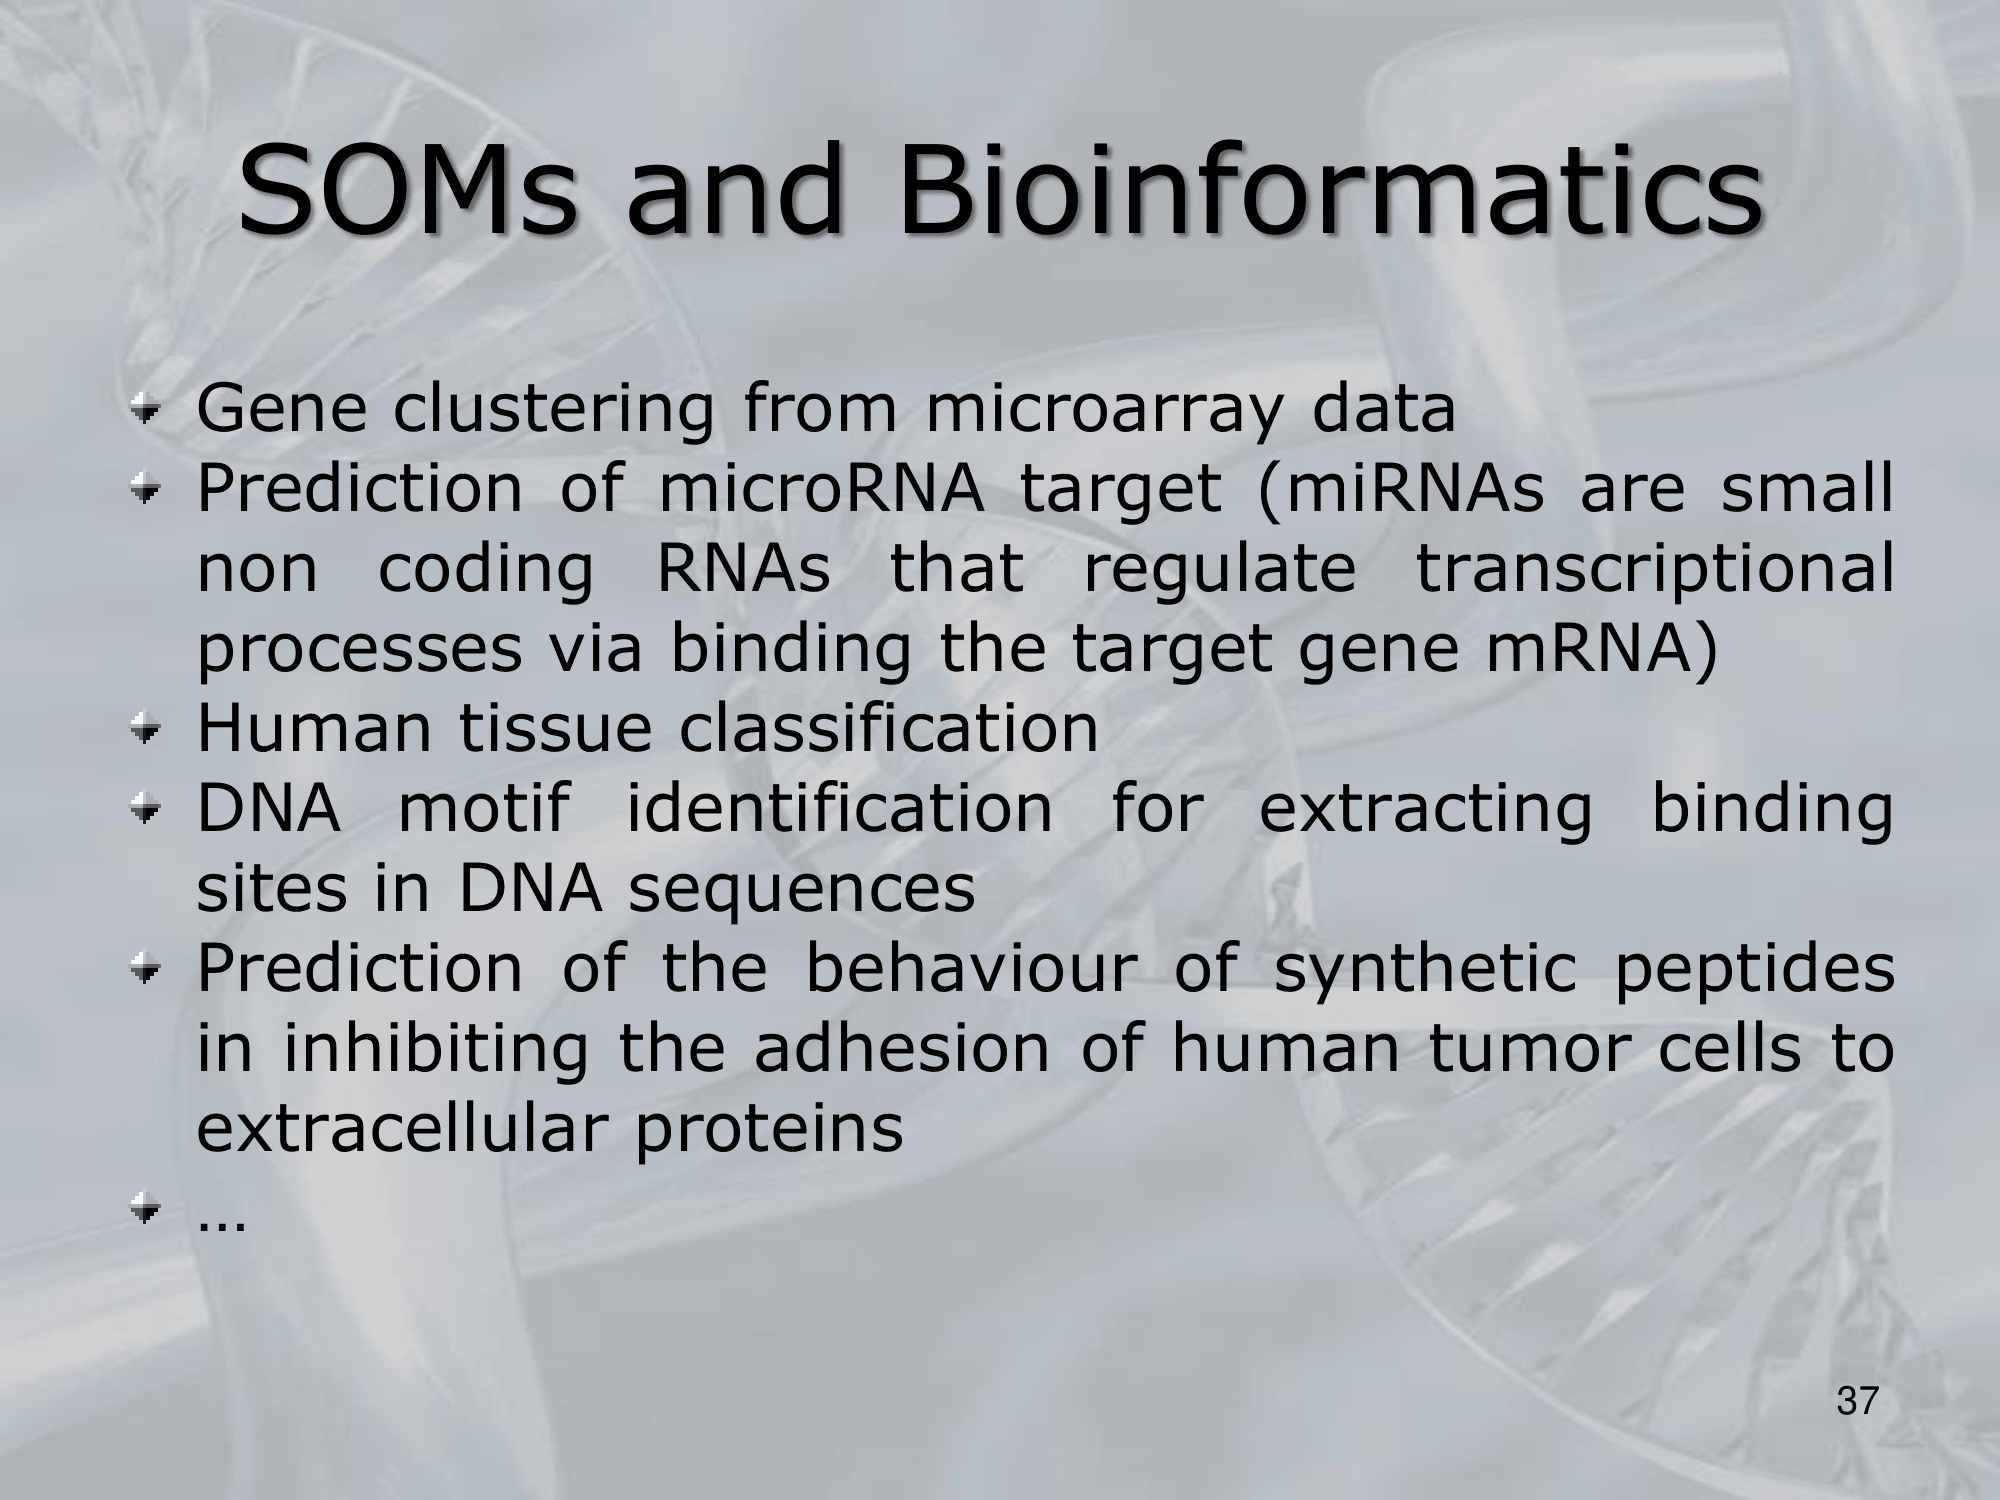 SOMs and Bioinformatics
Gene clustering from microarray data
Prediction of microRNA target (miRNAs are small
non coding RNAs that regulate transcriptional
processes via binding the target gene mRNA)
Human tissue classification
DNA motif identification for extracting binding
sites in DNA sequences
Prediction of the behaviour of synthetic peptides
in inhibiting the adhesion of human tumor cells to
extracellular proteins
…
37